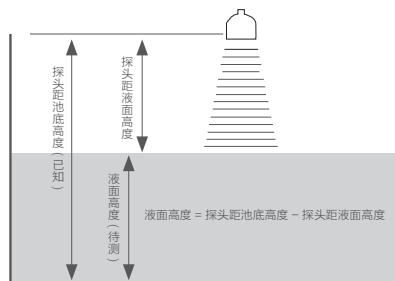 探头距池底高度(已知)
探头距液面高度
液面高度(待测)
液面高度 = 探头距池底高度 − 探头距液面高度